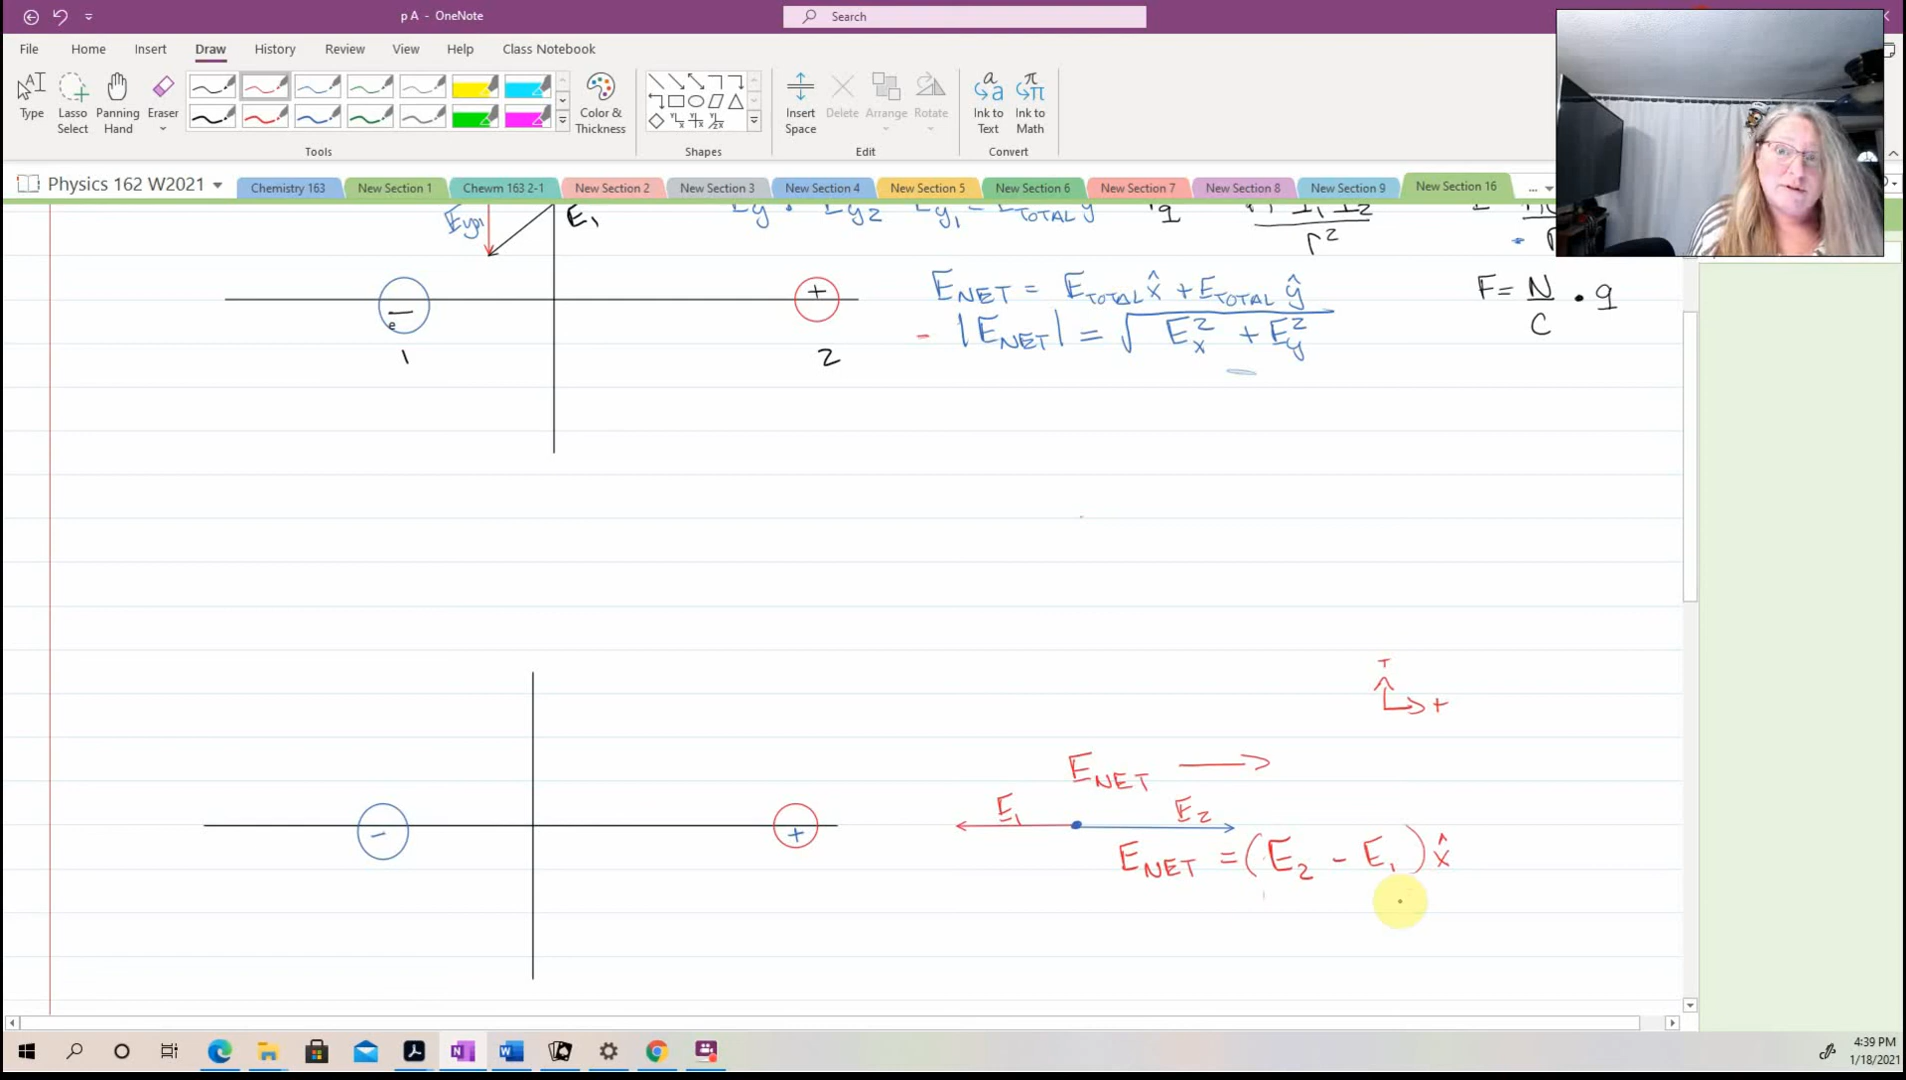 p A - OneNote
Search
File Home Insert Draw History Review View Help Class Notebook
Type
Lasso Select
Panning Hand
Eraser
Color & Thickness
Insert Space
Delete
Arrange
Rotate
Ink to Text
Ink to Math
Tools Shapes Edit Convert
Physics 162 W2021
Chemistry 163 New Section 1 Chewm 163 2-1 New Section 2 New Section 3 New Section 4 New Section 5 New Section 6 New Section 7 New Section 8 New Section 9 New Section 16 ...
E₁
r²
E_NET = E_TOTAL x̂ + E_TOTAL ŷ
F = N/C • q
- |E_NET| = √(E_x² + E_y²)
+
−
e
1
2
+
+
E_NET →
E₁ E₂
− +
E_NET = (E₂ - E₁) x̂
4:39 PM
1/18/2021